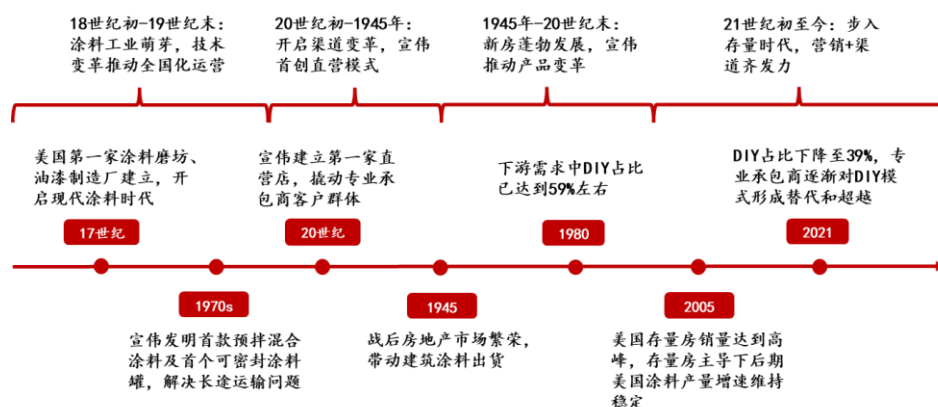 18世纪初-19世纪末：
涂料工业萌芽，技术
变革推动全国化运营
20世纪初-1945年：
开启渠道变革，宣伟
首创直营模式
1945年-20世纪末：
新房蓬勃发展，宣伟
推动产品变革
21世纪初至今：步入
存量时代，营销+渠
道齐发力
美国第一家涂料磨坊、
油漆制造厂建立，开
启现代涂料时代
宣伟建立第一家直
营店，撬动专业承
包商客户群体
下游需求中DIY占比
已达到59%左右
DIY占比下降至39%，专
业承包商逐渐对DIY模
式形成替代和超越
17世纪
20世纪
1980
2021
1970s
1945
2005
宣伟发明首款预拌混合
涂料及首个可密封涂料
罐，解决长途运输问题
战后房地产市场繁荣，
带动建筑涂料出货
美国存量房销量达到高
峰，存量房主导下后期
美国涂料产量增速维持
稳定